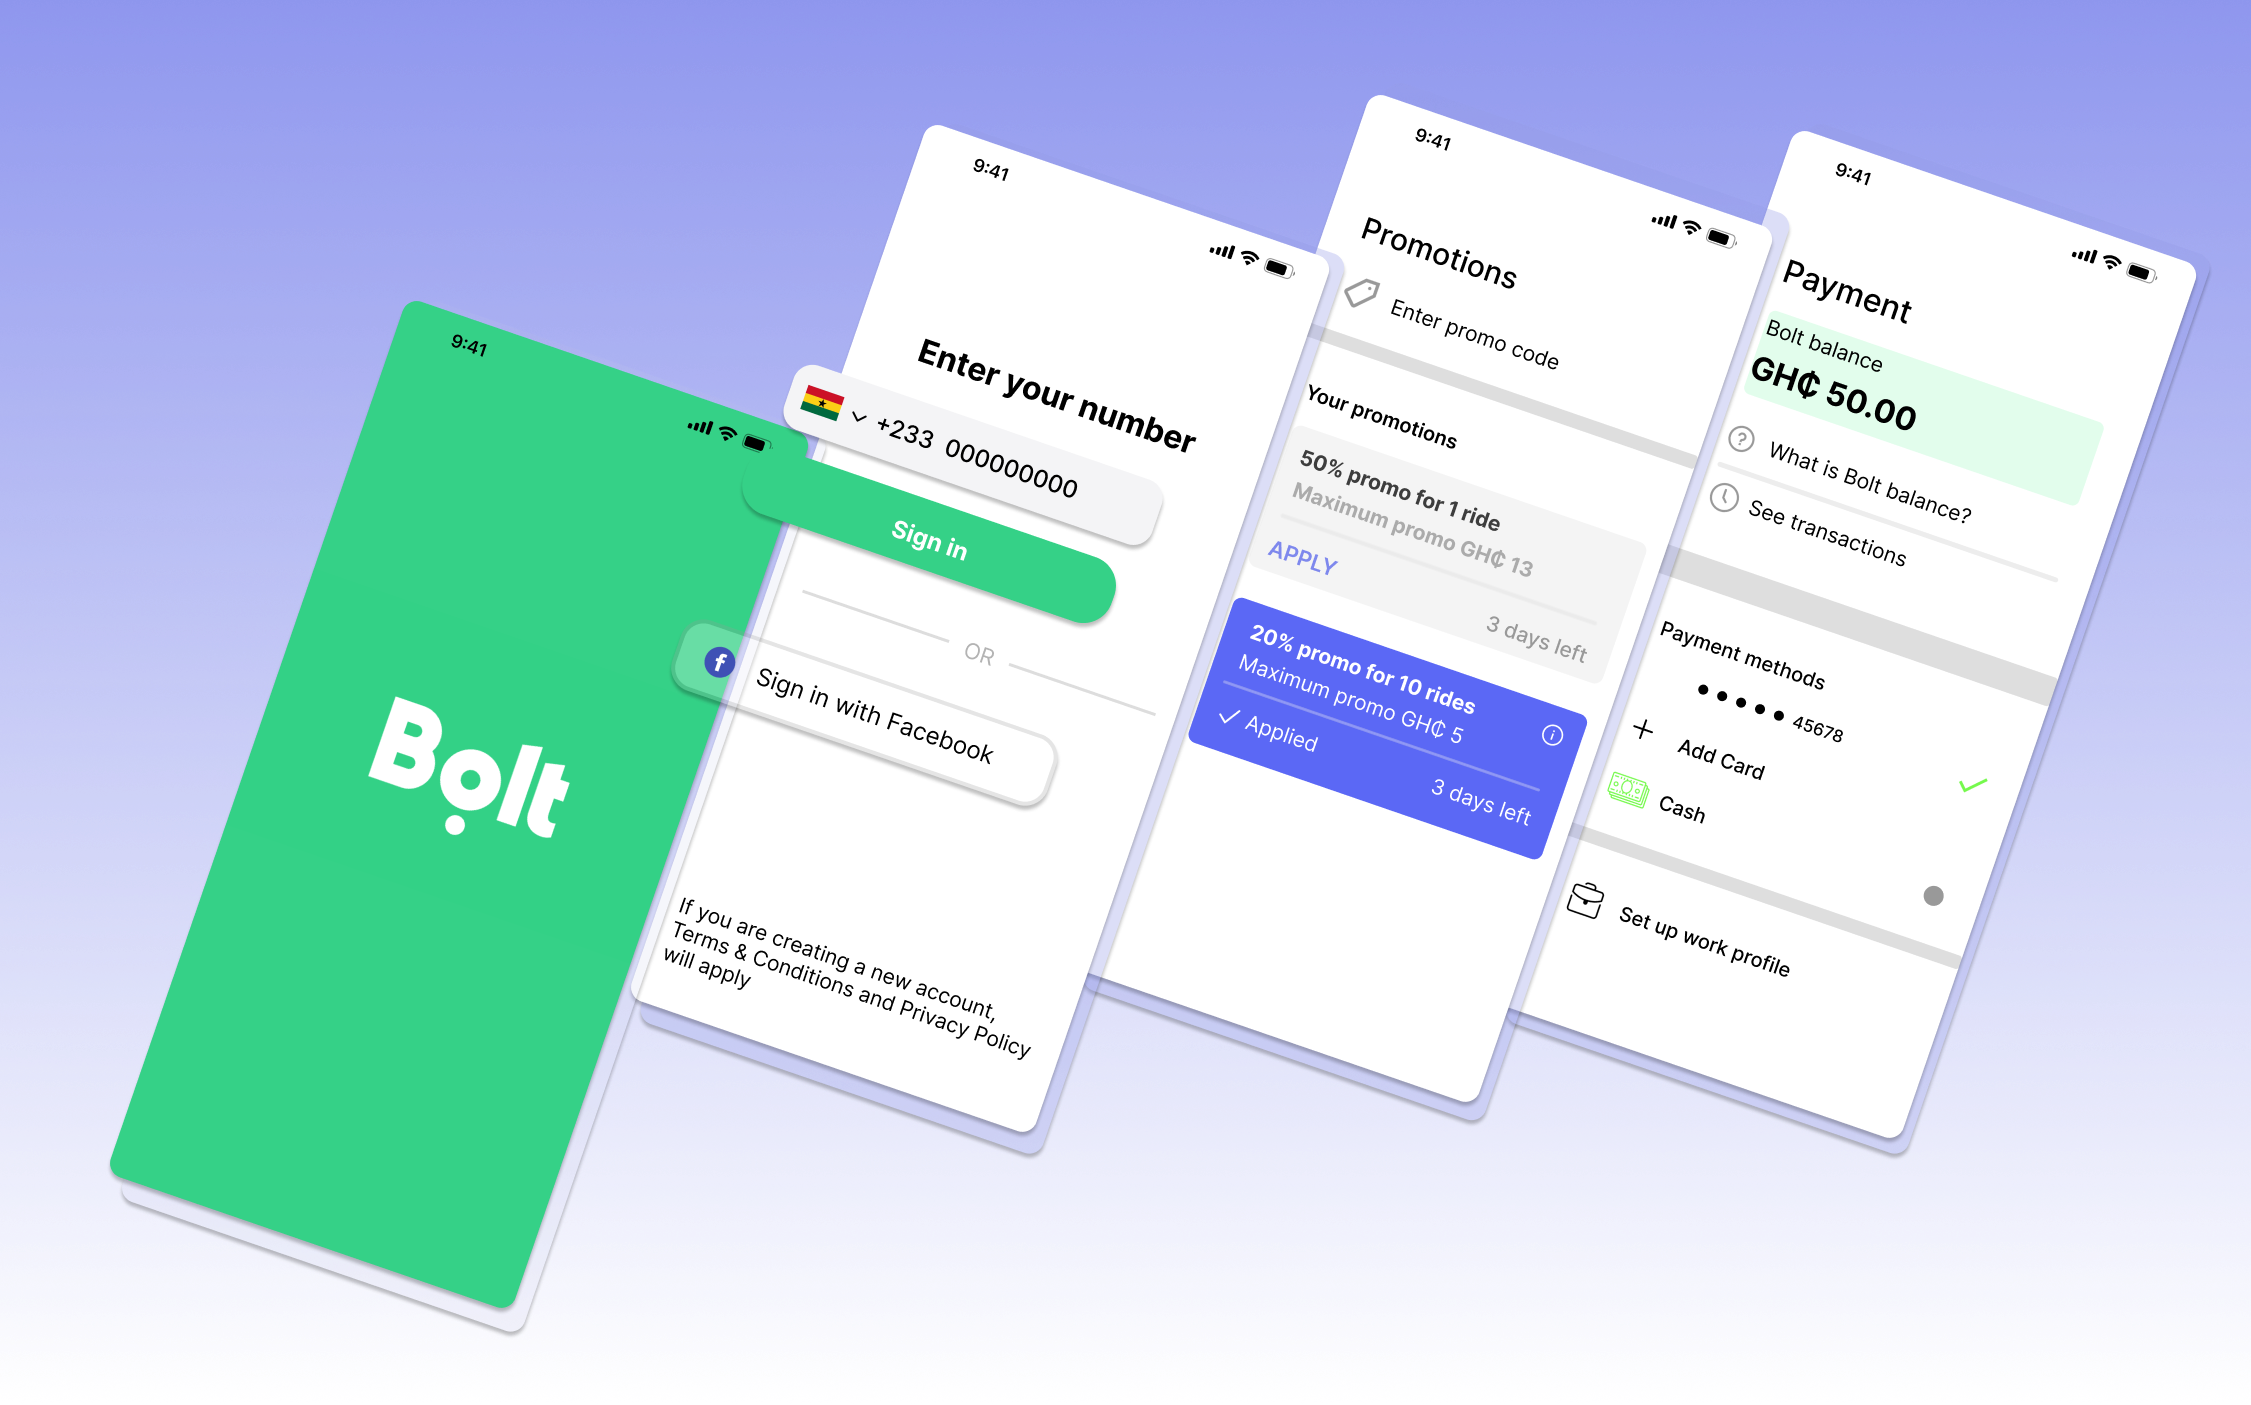 9:41
Bolt
9:41
Enter your number
+233 000000000
Sign in
OR
f
Sign in with Facebook
If you are creating a new account,
Terms & Conditions and Privacy Policy
will apply
9:41
Promotions
Enter promo code
Your promotions
50% promo for 1 ride
Maximum promo GH₵ 13
APPLY
3 days left
20% promo for 10 rides
Maximum promo GH₵ 5
Applied
3 days left
9:41
Payment
Bolt balance
GH₵ 50.00
What is Bolt balance?
See transactions
Payment methods
●●●●● 45678
Add Card
Cash
Set up work profile